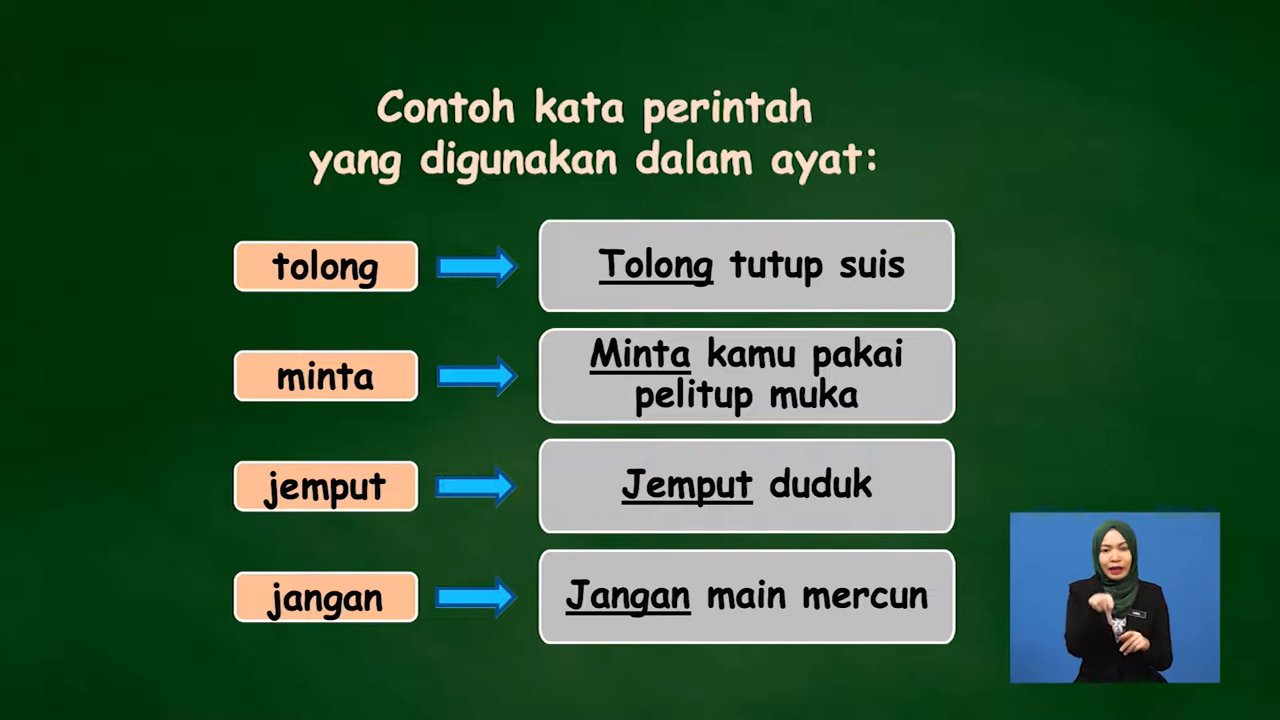 Contoh kata perintah
yang digunakan dalam ayat:
tolong
Tolong tutup suis
minta
Minta kamu pakai
pelitup muka
jemput
Jemput duduk
jangan
Jangan main mercun